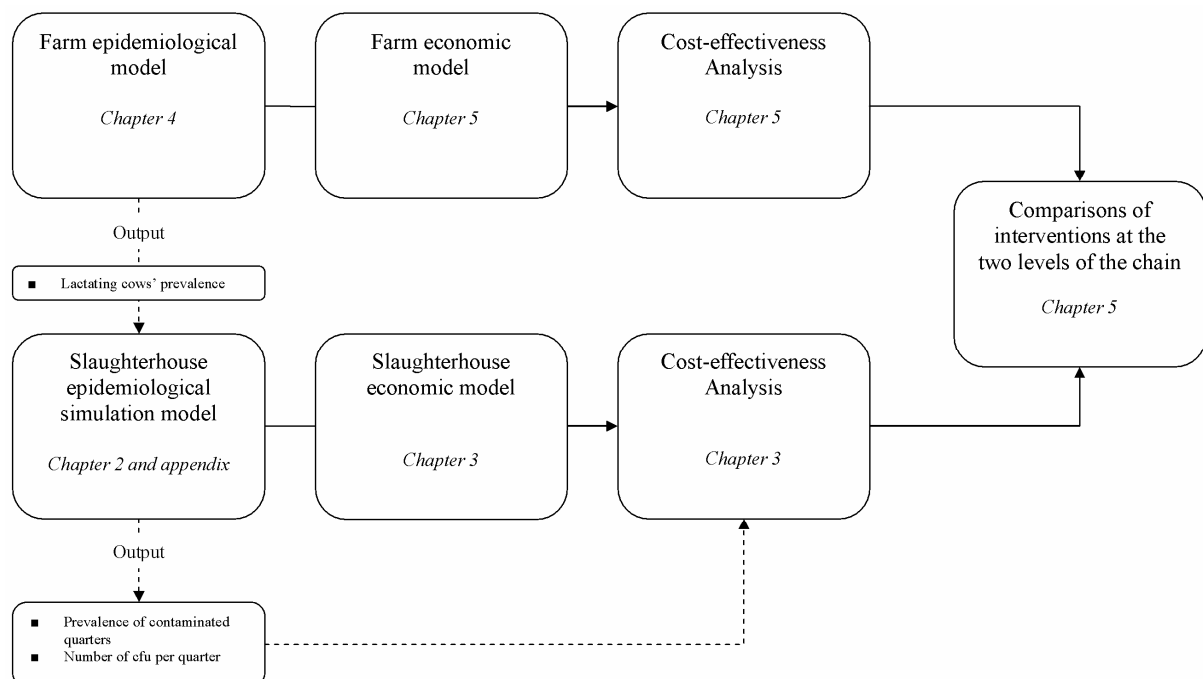 Farm epidemiological
model
Chapter 4
Farm economic
model
Chapter 5
Cost-effectiveness
Analysis
Chapter 5
Comparisons of
interventions at the
two levels of the chain
Chapter 5
Output
■ Lactating cows’ prevalence
Slaughterhouse
epidemiological
simulation model
Chapter 2 and appendix
Slaughterhouse
economic model
Chapter 3
Cost-effectiveness
Analysis
Chapter 3
Output
■ Prevalence of contaminated
quarters
■ Number of cfu per quarter